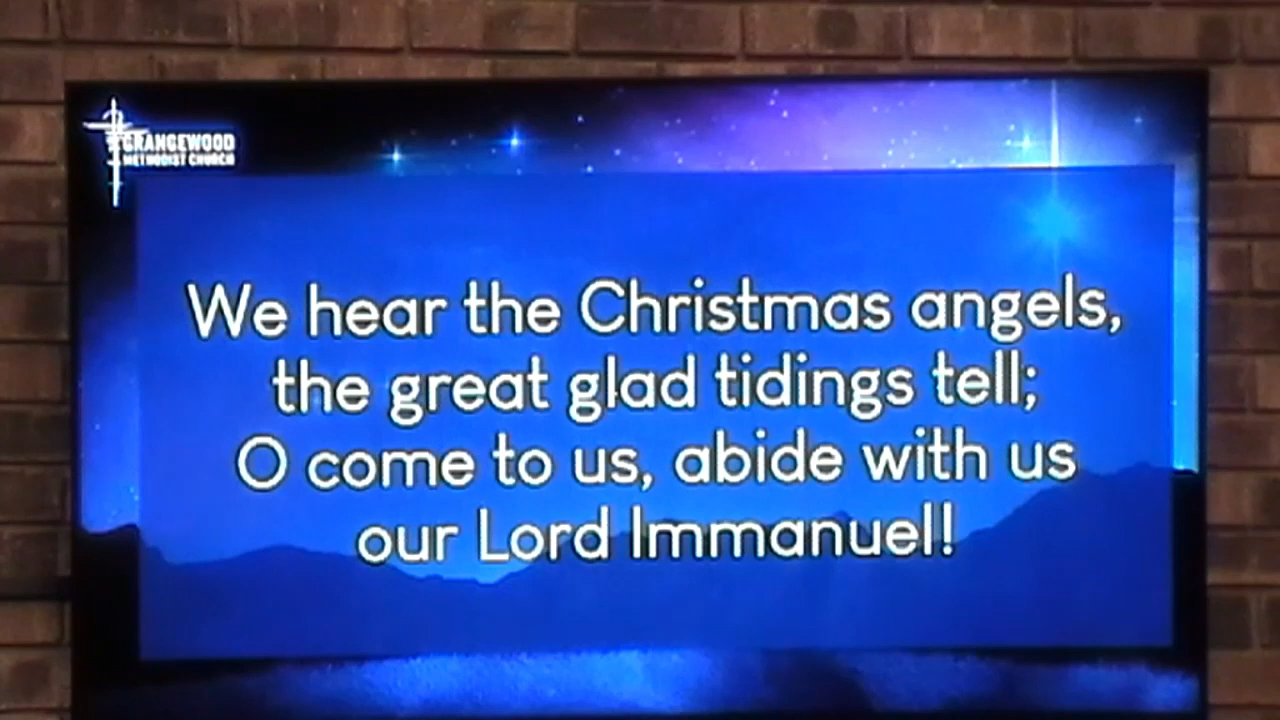 GRANGEWOOD
METHODIST CHURCH
We hear the Christmas angels,
the great glad tidings tell;
O come to us, abide with us
our Lord Immanuel!